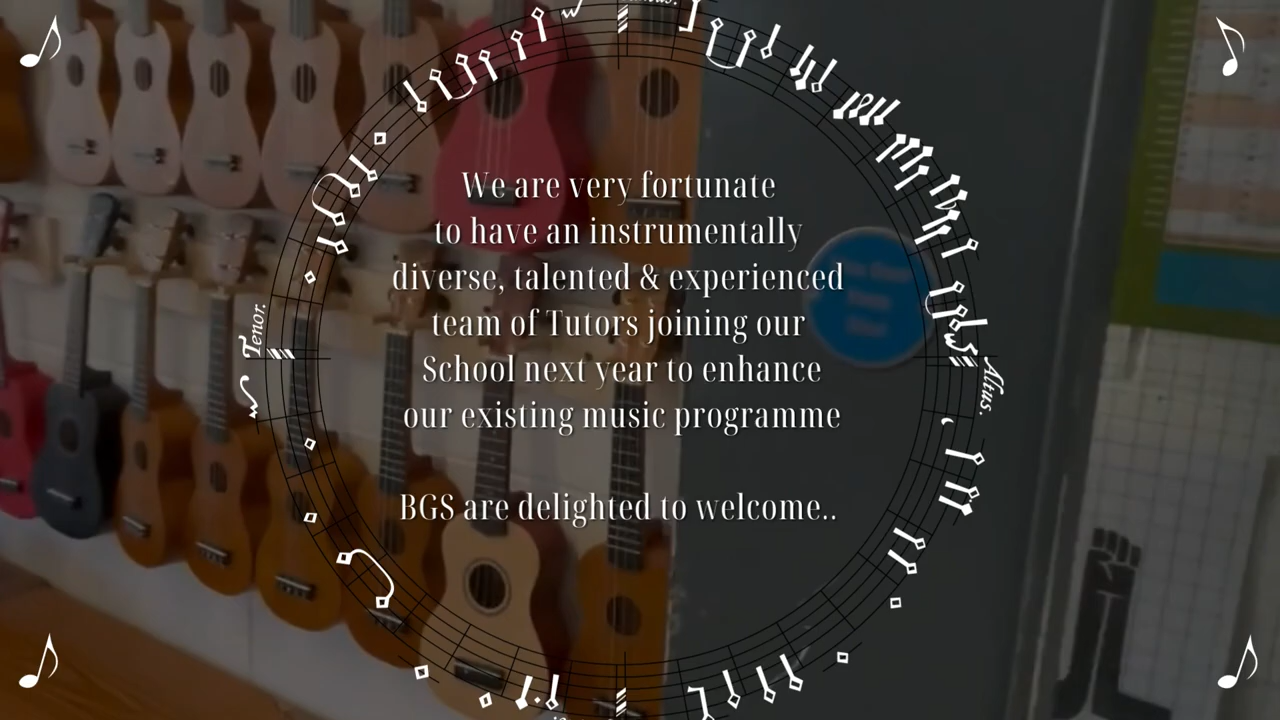 We are very fortunate
to have an instrumentally
diverse, talented & experienced
team of Tutors joining our
School next year to enhance
our existing music programme
BGS are delighted to welcome..
Tenor.
Altus.